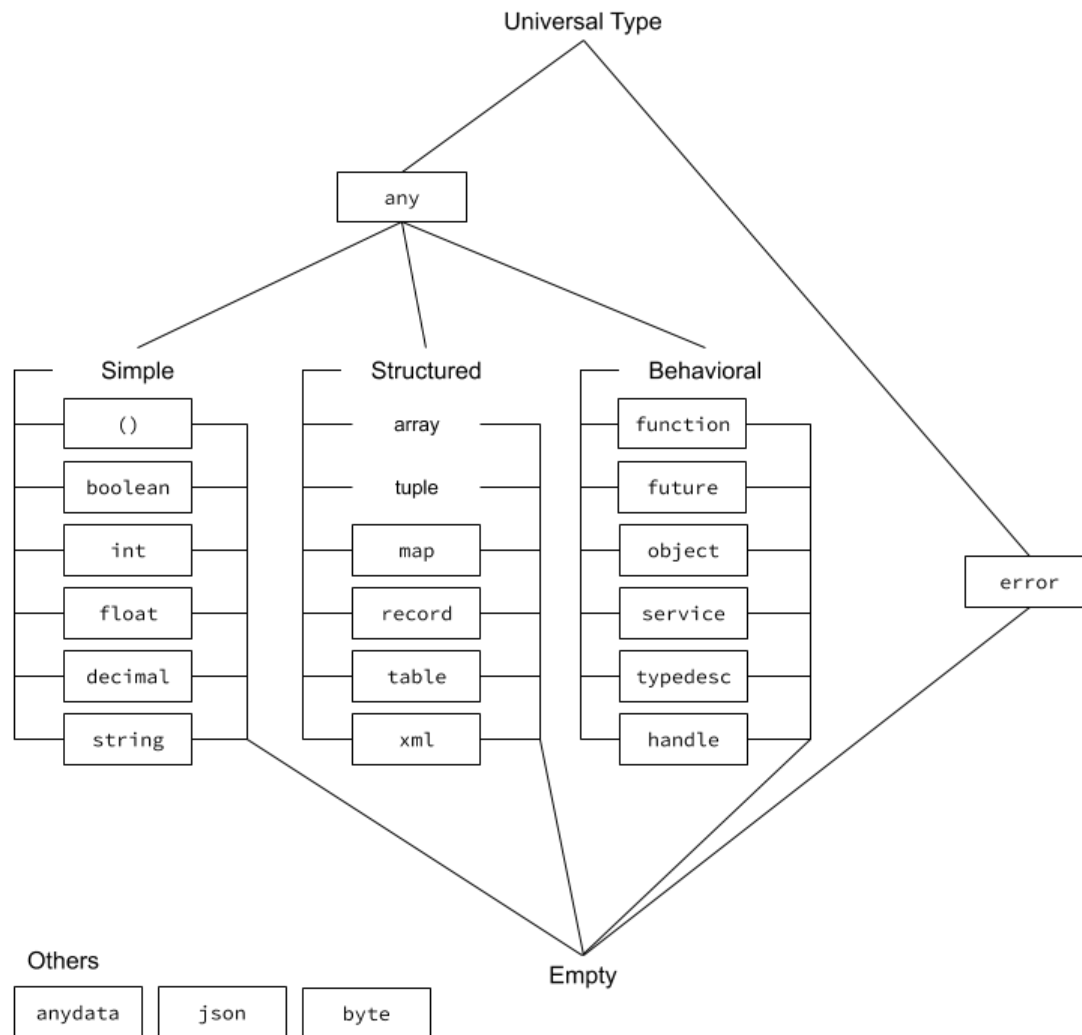 Universal Type
any
Simple
Structured
Behavioral
()
array
function
boolean
tuple
future
int
map
object
float
record
service
error
decimal
table
typedesc
string
xml
handle
Empty
Others
anydata
json
byte